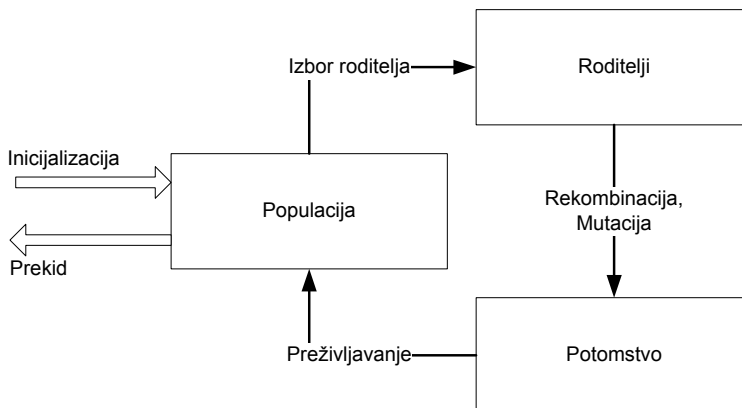 Izbor roditelja
Roditelji
Inicijalizacija
Populacija
Rekombinacija,
Mutacija
Prekid
Preživljavanje
Potomstvo